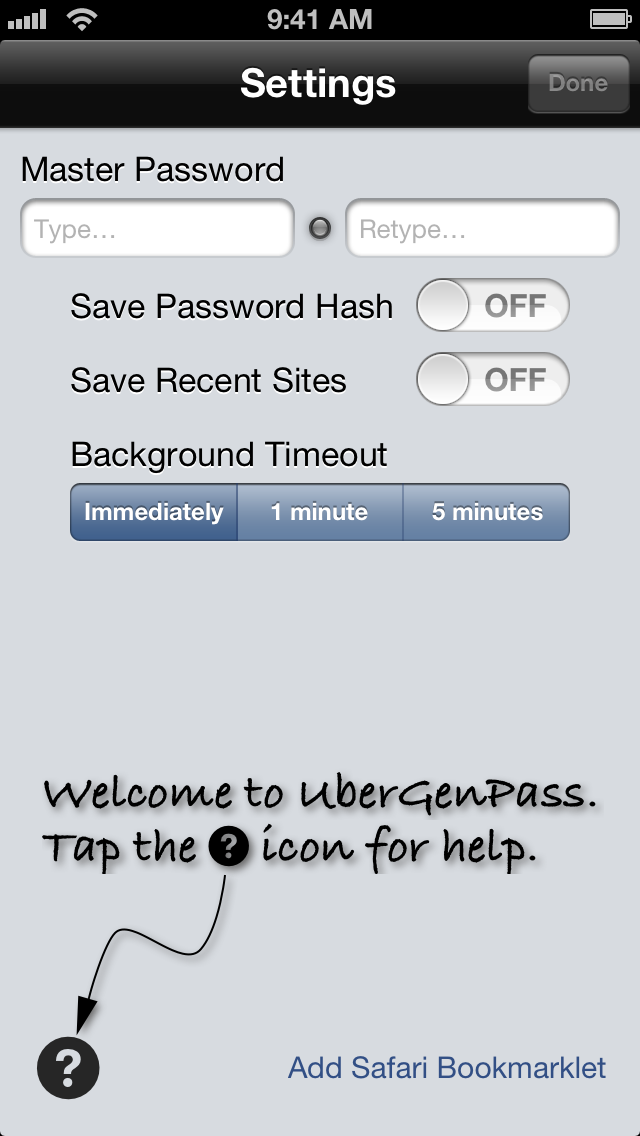 9:41 AM
Settings
Done
Master Password
Type...
Retype...
Save Password Hash OFF
Save Recent Sites OFF
Background Timeout
Immediately 1 minute 5 minutes
Welcome to UberGenPass.
Tap the ? icon for help.
?
Add Safari Bookmarklet